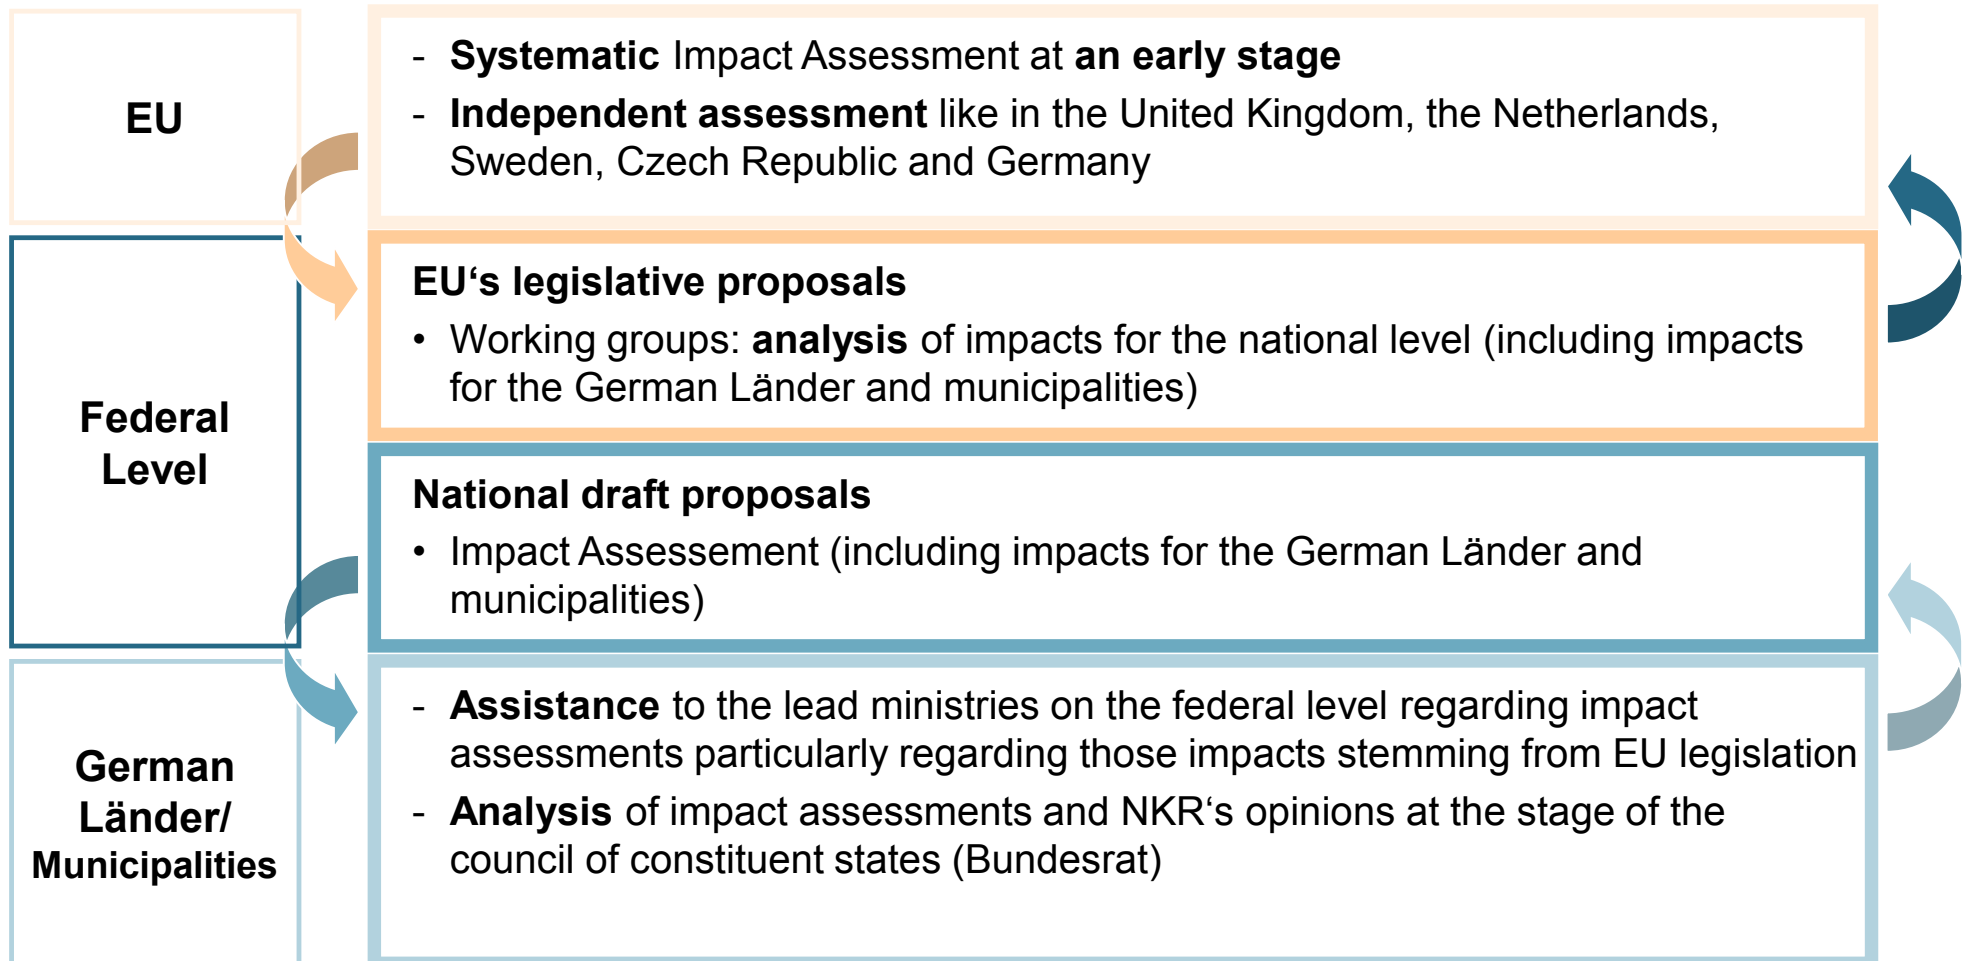 EU
- Systematic Impact Assessment at an early stage
- Independent assessment like in the United Kingdom, the Netherlands,
Sweden, Czech Republic and Germany
Federal
Level
EU‘s legislative proposals
• Working groups: analysis of impacts for the national level (including impacts
for the German Länder and municipalities)
National draft proposals
• Impact Assessement (including impacts for the German Länder and
municipalities)
German
Länder/
Municipalities
- Assistance to the lead ministries on the federal level regarding impact
assessments particularly regarding those impacts stemming from EU legislation
- Analysis of impact assessments and NKR‘s opinions at the stage of the
council of constituent states (Bundesrat)